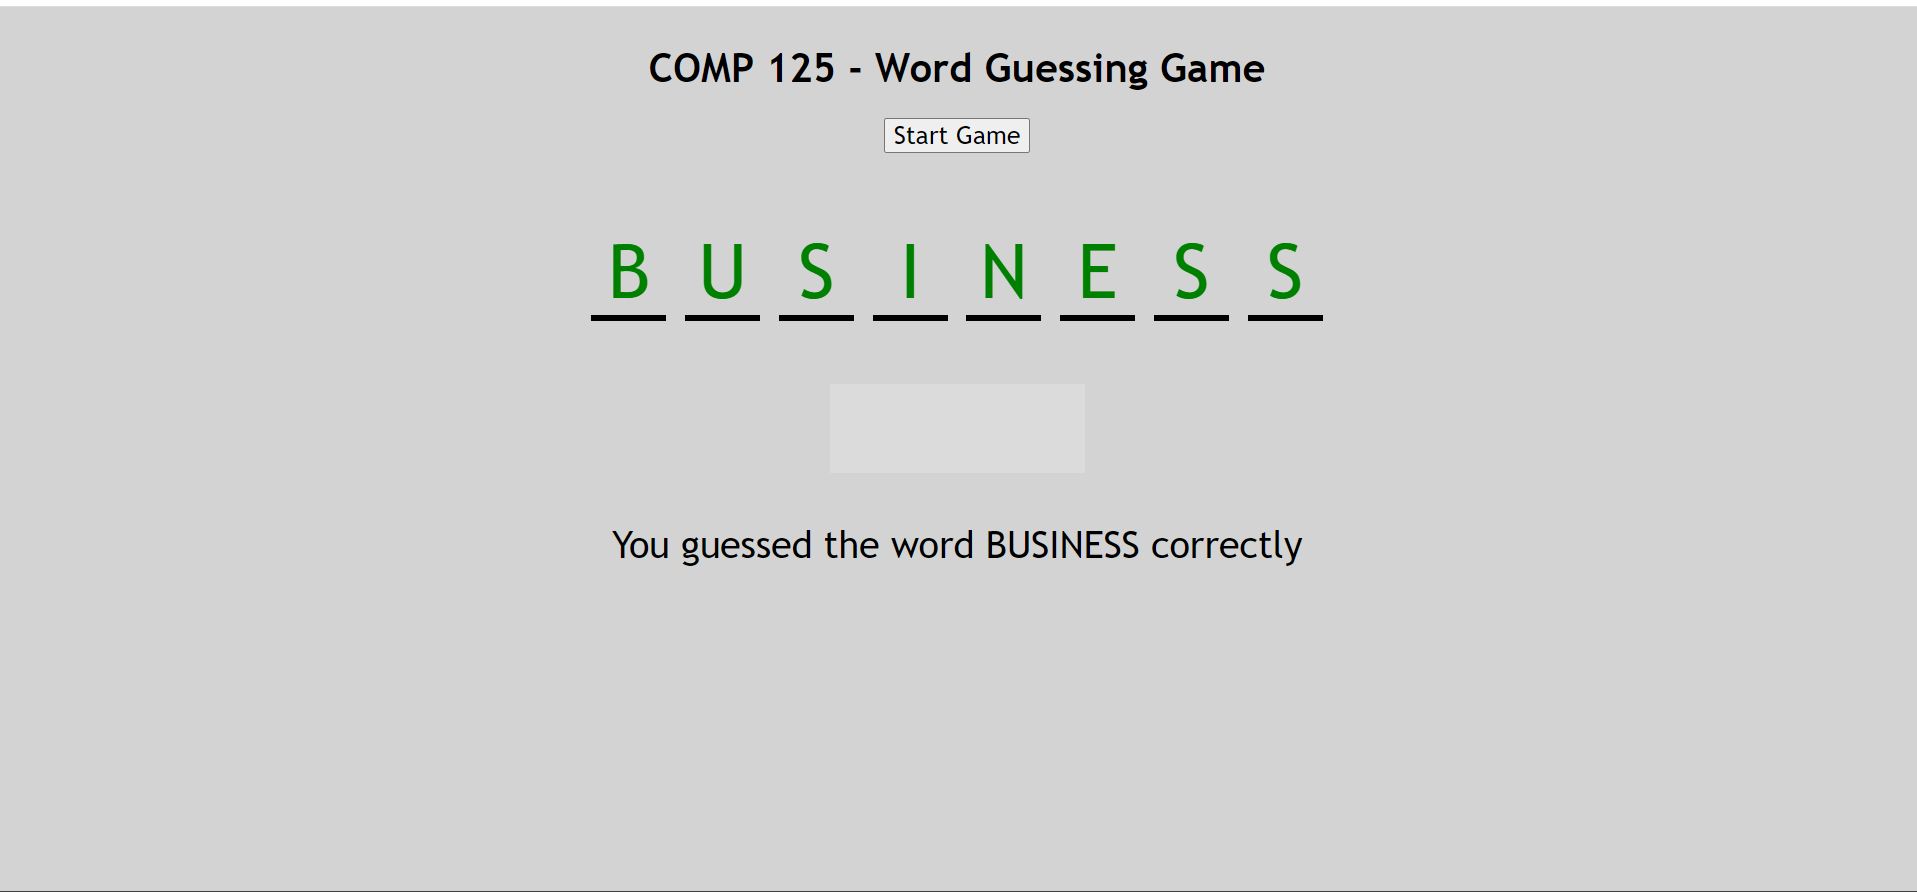 COMP 125 - Word Guessing Game
Start Game
B U S I N E S S
You guessed the word BUSINESS correctly